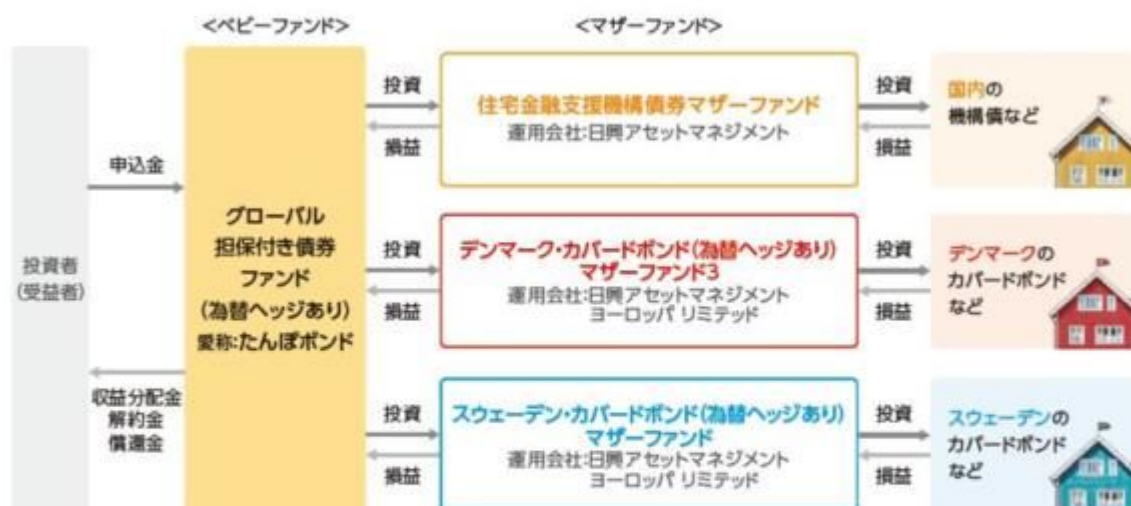 <ベビーファンド>
<マザーファンド>
投資者
(受益者)
申込金
収益分配金
解約金
償還金
グローバル
担保付き債券
ファンド
(為替ヘッジあり)
愛称:たんぽボンド
投資
損益
住宅金融支援機構債券マザーファンド
運用会社:日興アセットマネジメント
投資
損益
国内の
機構債など
投資
損益
デンマーク・カバードボンド(為替ヘッジあり)
マザーファンド3
運用会社:日興アセットマネジメント
ヨーロッパ リミテッド
投資
損益
デンマークの
カバードボンド
など
投資
損益
スウェーデン・カバードボンド(為替ヘッジあり)
マザーファンド
運用会社:日興アセットマネジメント
ヨーロッパ リミテッド
投資
損益
スウェーデンの
カバードボンド
など